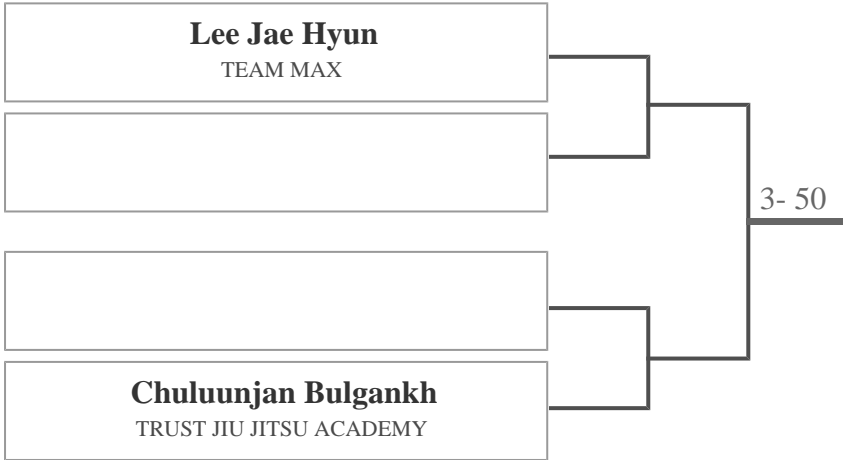 Lee Jae Hyun
TEAM MAX
3- 50
Chuluunjan Bulgankh
TRUST JIU JITSU ACADEMY